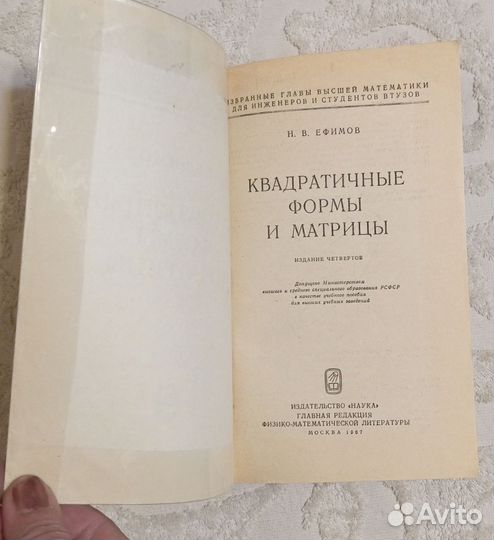 ИЗБРАННЫЕ ГЛАВЫ ВЫСШЕЙ МАТЕМАТИКИ
ДЛЯ ИНЖЕНЕРОВ И СТУДЕНТОВ ВТУЗОВ
Н. В. ЕФИМОВ
КВАДРАТИЧНЫЕ
ФОРМЫ
И МАТРИЦЫ
ИЗДАНИЕ ЧЕТВЕРТОЕ
Допущено Министерством
высшего и среднего специального образования РСФСР
в качестве учебного пособия
для высших учебных заведений
ИЗДАТЕЛЬСТВО «НАУКА»
ГЛАВНАЯ РЕДАКЦИЯ
ФИЗИКО-МАТЕМАТИЧЕСКОЙ ЛИТЕРАТУРЫ
МОСКВА 1967
Avito